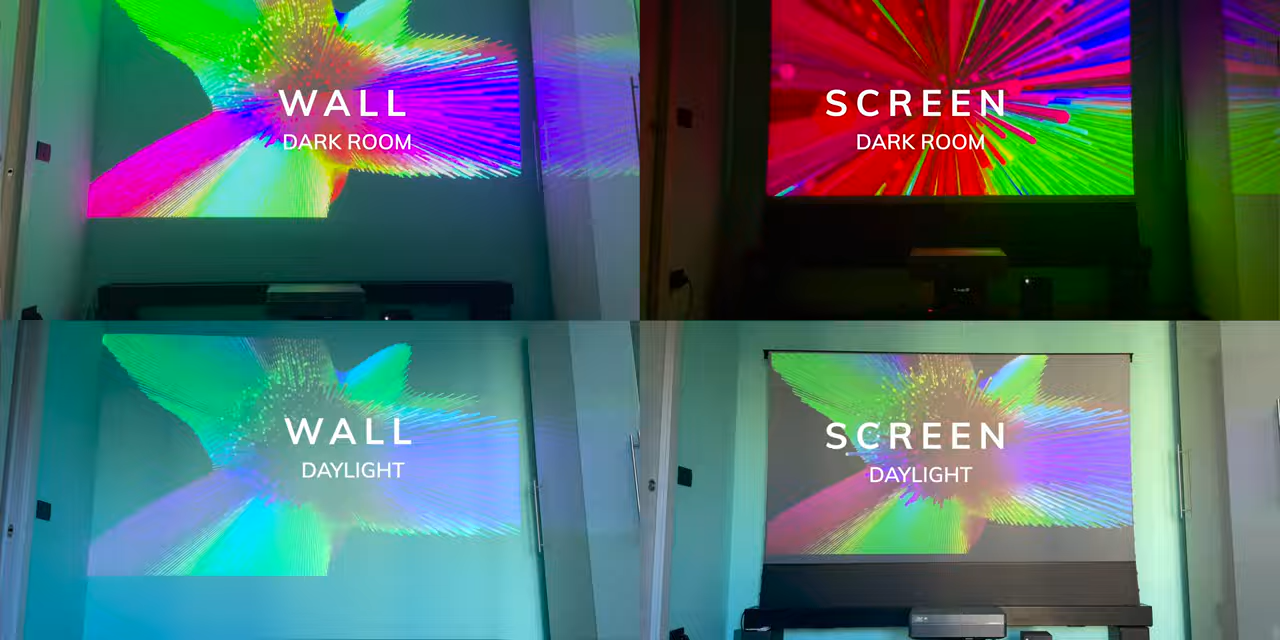 WALL
DARK ROOM
SCREEN
DARK ROOM
WALL
DAYLIGHT
SCREEN
DAYLIGHT